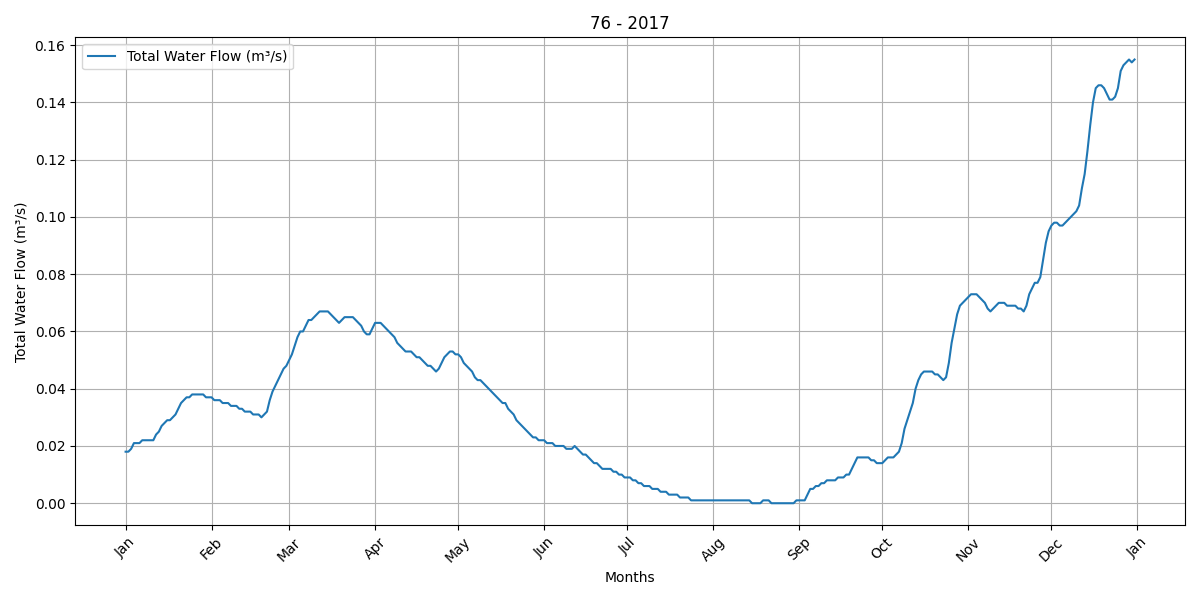 76 - 2017
Total Water Flow (m³/s)
0.16
0.14
0.12
0.10
0.08
0.06
0.04
0.02
0.00
Total Water Flow (m³/s)
Jan Feb Mar Apr May Jun Jul Aug Sep Oct Nov Dec Jan
Months